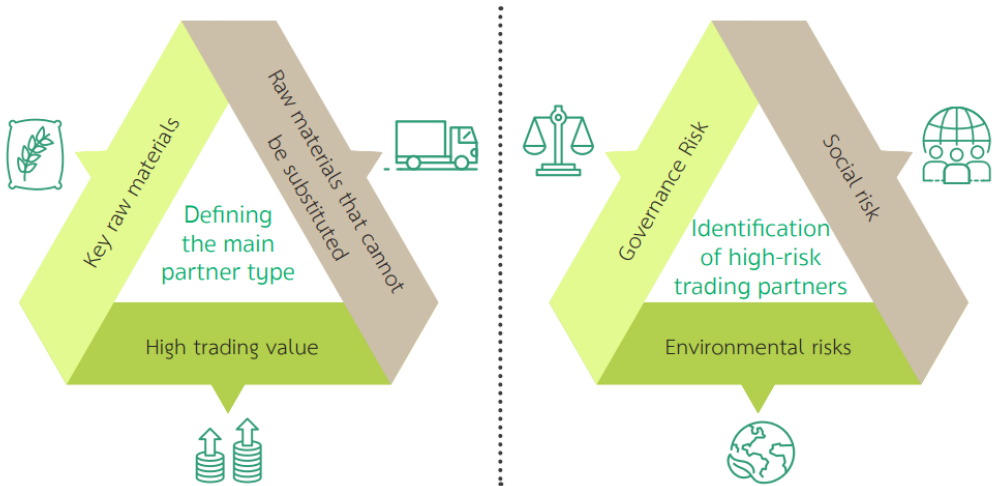 Key raw materials
Raw materials that cannot
be substituted
Defining
the main
partner type
High trading value
Governance Risk
Social risk
Identification
of high-risk
trading partners
Environmental risks